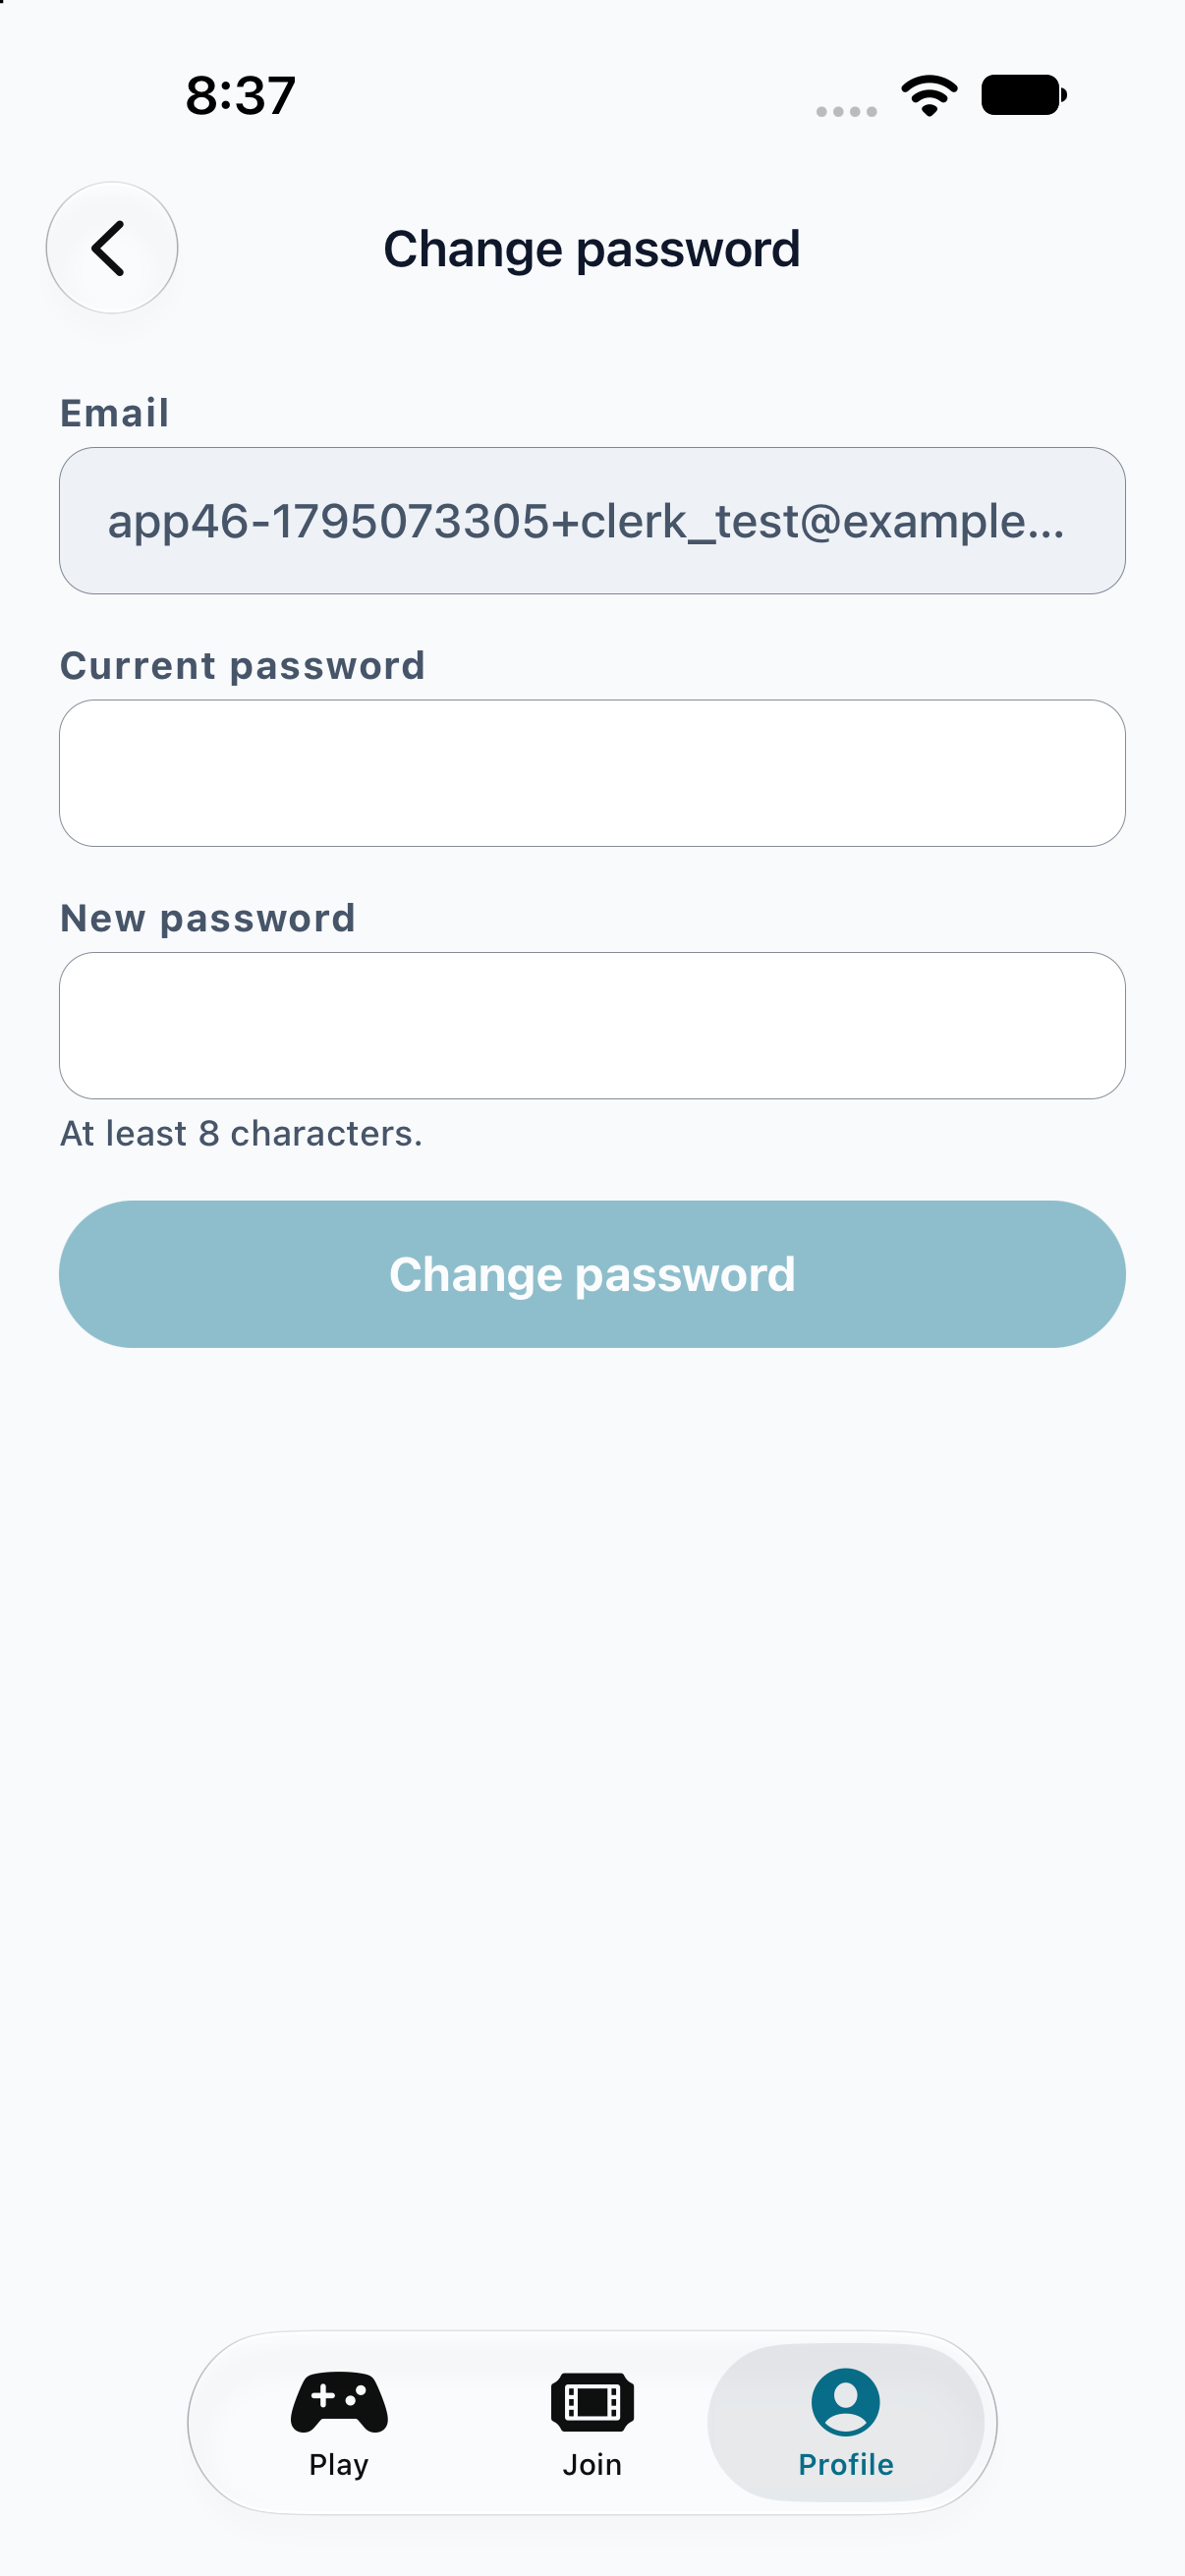 8:37
Change password
Email
app46-1795073305+clerk_test@example...
Current password
New password
At least 8 characters.
Change password
Play
Join
Profile